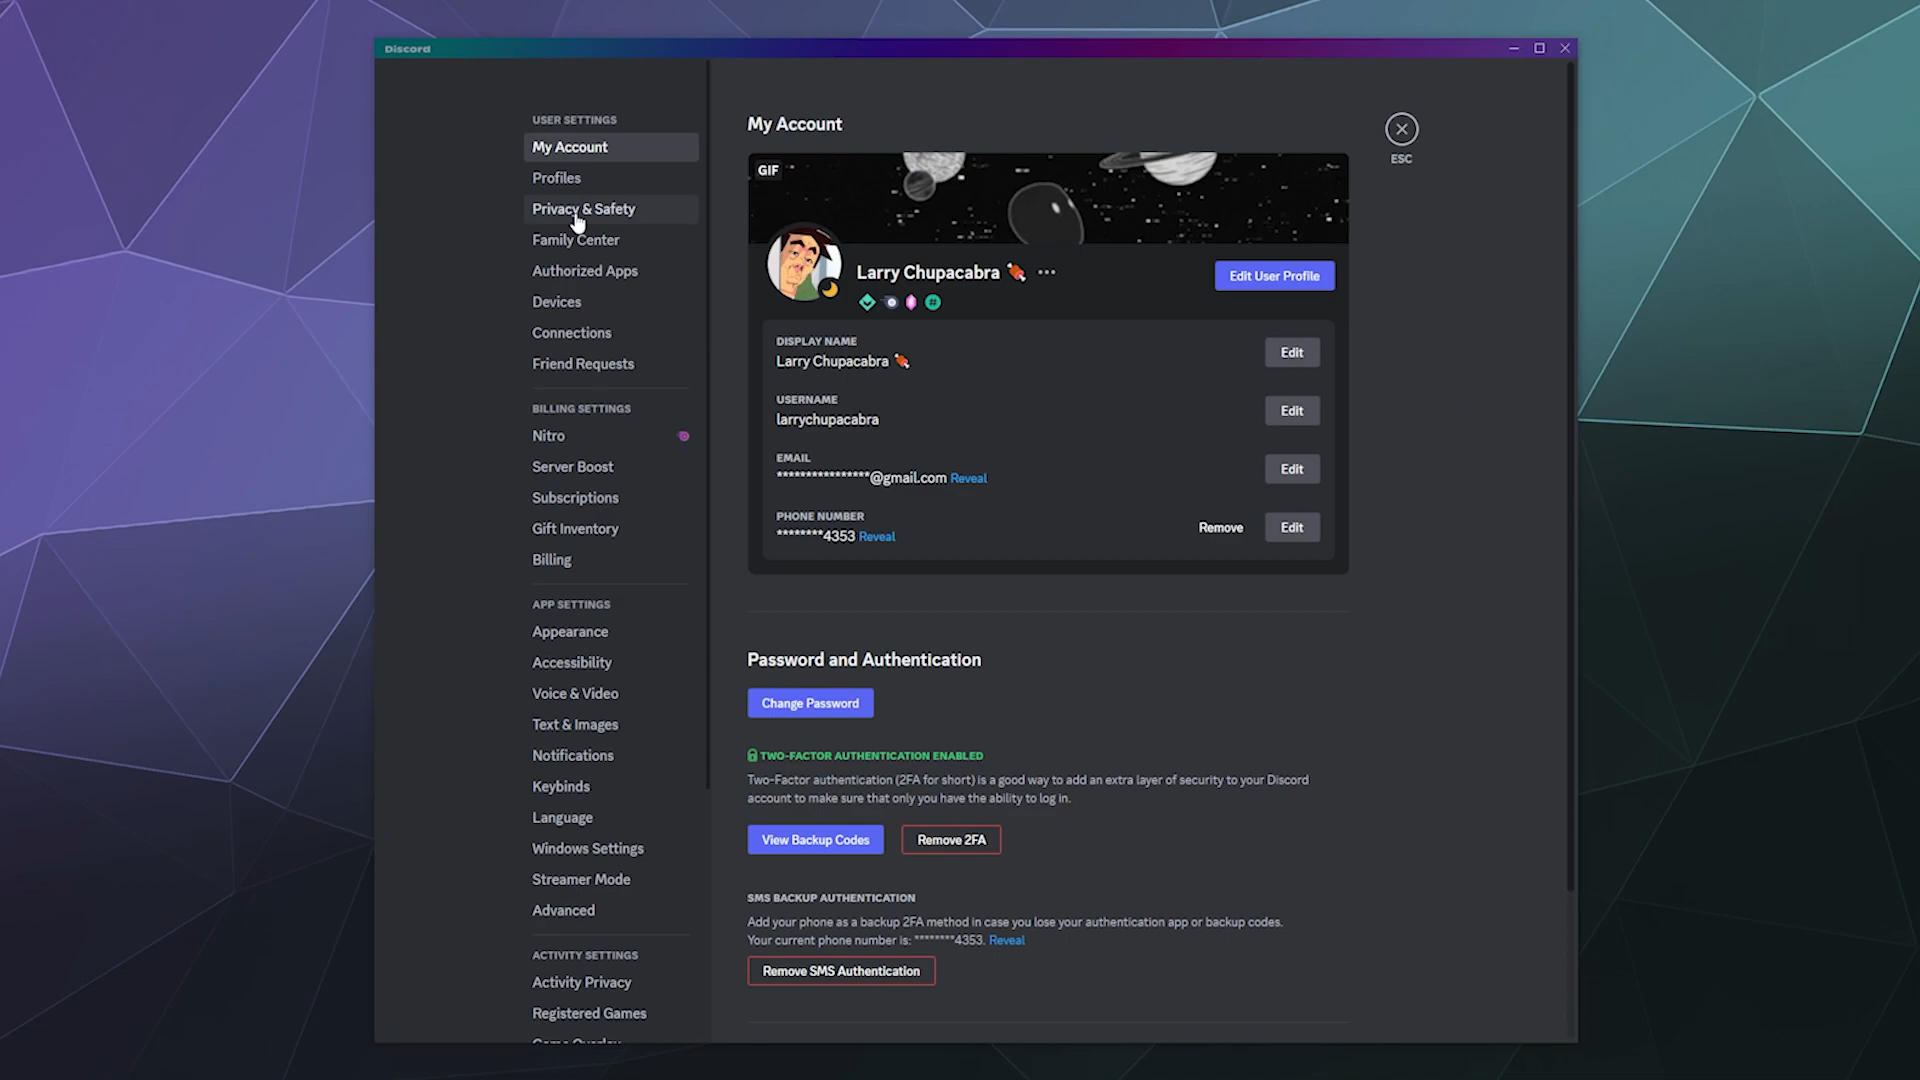 Discord
USER SETTINGS
My Account
Profiles
Privacy & Safety
Family Center
Authorized Apps
Devices
Connections
Friend Requests
BILLING SETTINGS
Nitro
Server Boost
Subscriptions
Gift Inventory
Billing
APP SETTINGS
Appearance
Accessibility
Voice & Video
Text & Images
Notifications
Keybinds
Language
Windows Settings
Streamer Mode
Advanced
ACTIVITY SETTINGS
Activity Privacy
Registered Games
Game Overlay
My Account
ESC
GIF
Larry Chupacabra 🍖 •••
Edit User Profile
DISPLAY NAME
Larry Chupacabra 🍖
Edit
USERNAME
larrychupacabra
Edit
EMAIL
****************@gmail.com Reveal
Edit
PHONE NUMBER
********4353 Reveal
Remove
Edit
Password and Authentication
Change Password
TWO-FACTOR AUTHENTICATION ENABLED
Two-Factor authentication (2FA for short) is a good way to add an extra layer of security to your Discord
account to make sure that only you have the ability to log in.
View Backup Codes
Remove 2FA
SMS BACKUP AUTHENTICATION
Add your phone as a backup 2FA method in case you lose your authentication app or backup codes.
Your current phone number is: ********4353. Reveal
Remove SMS Authentication